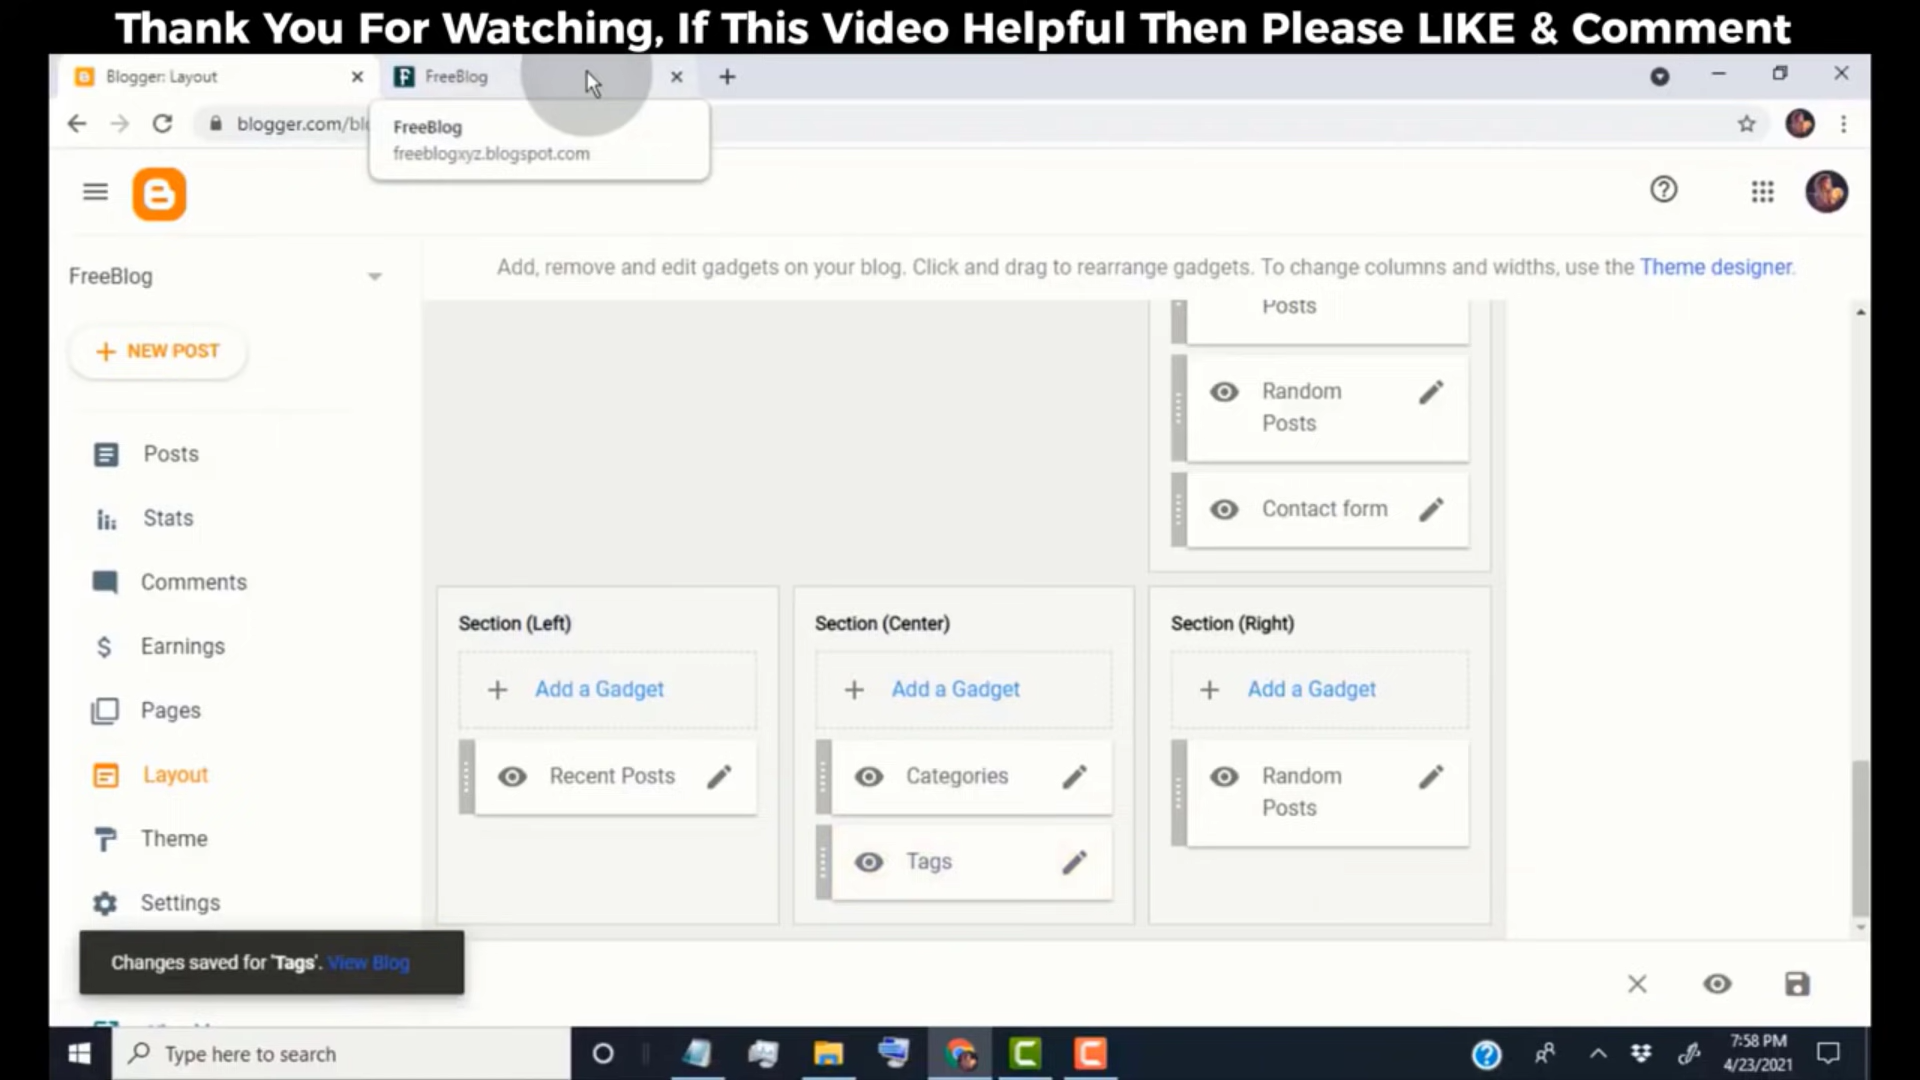 Thank You For Watching, If This Video Helpful Then Please LIKE & Comment
Blogger: Layout
FreeBlog
blogger.com/bl
FreeBlog
freeblogxyz.blogspot.com
FreeBlog
Add, remove and edit gadgets on your blog. Click and drag to rearrange gadgets. To change columns and widths, use the Theme designer.
NEW POST
Posts
Stats
Comments
Earnings
Pages
Layout
Theme
Settings
Posts
Random
Posts
Contact form
Section (Left)
Add a Gadget
Recent Posts
Section (Center)
Add a Gadget
Categories
Tags
Section (Right)
Add a Gadget
Random
Posts
Changes saved for 'Tags'. View Blog
Type here to search
7:58 PM
4/23/2021